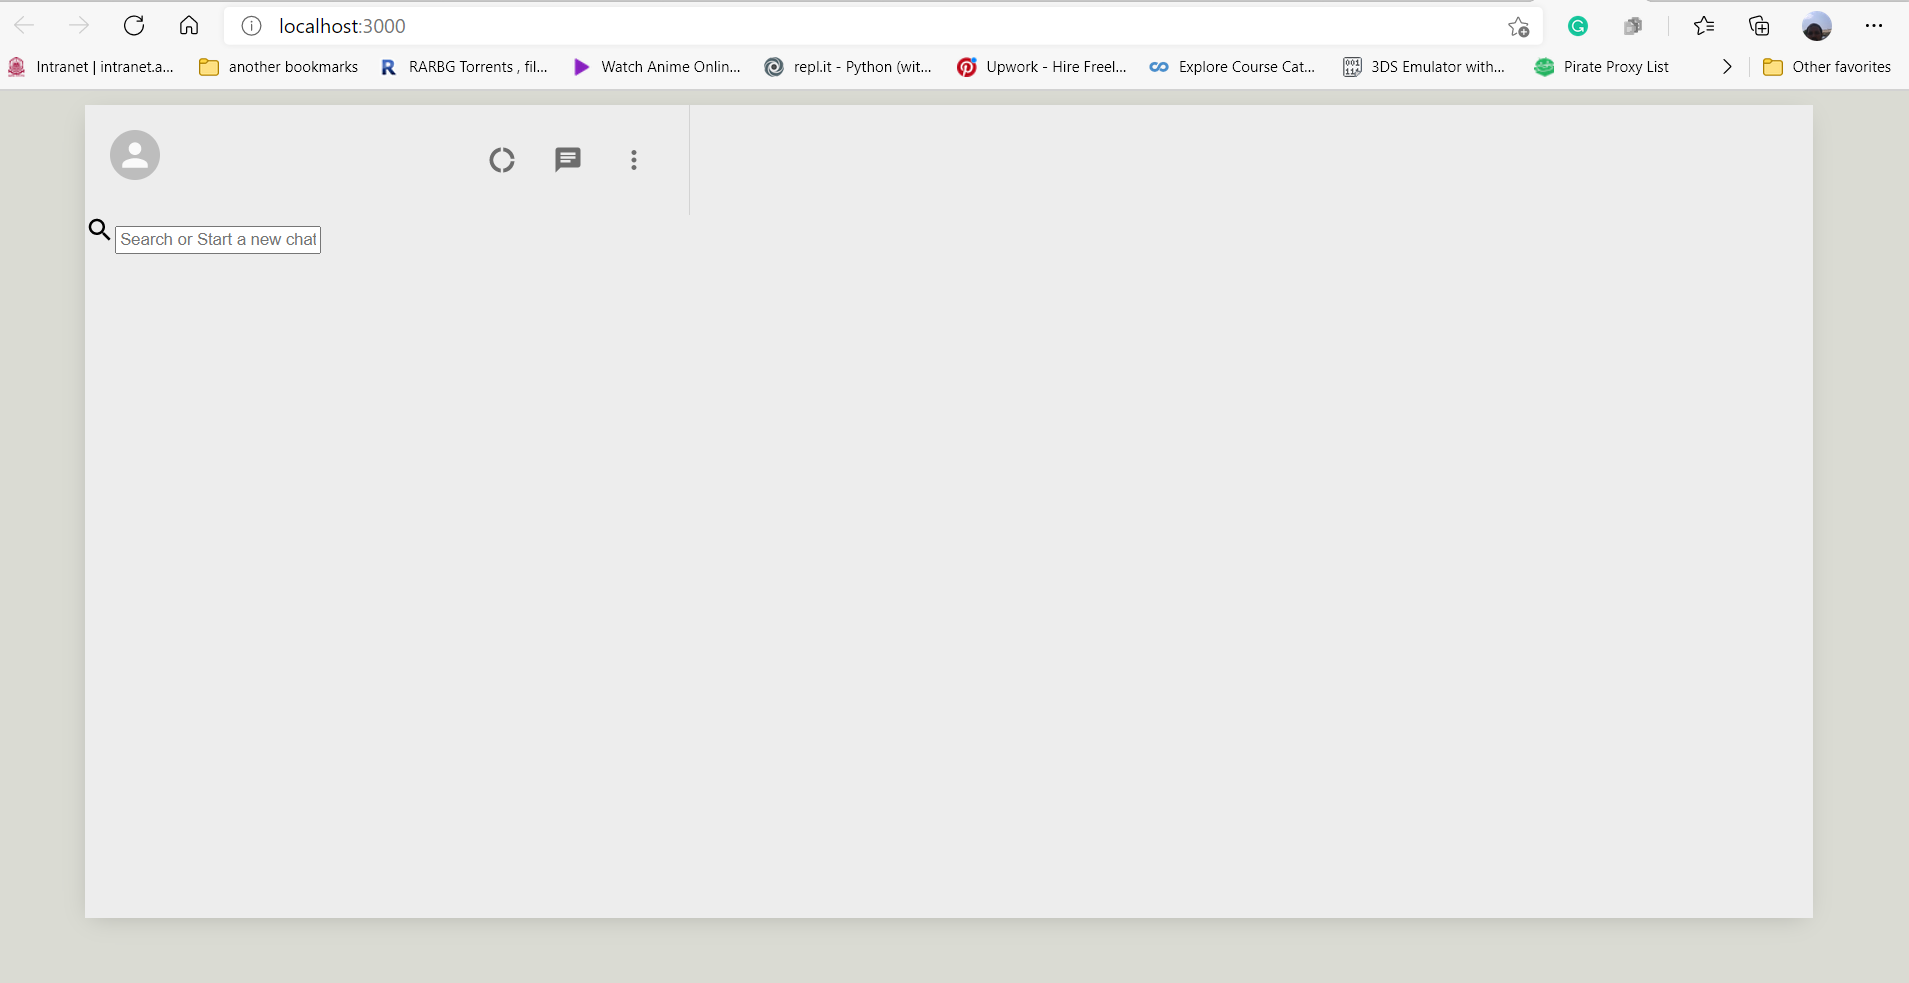 localhost:3000
Intranet | intranet.a... another bookmarks RARBG Torrents , fil... Watch Anime Onlin... repl.it - Python (wit... Upwork - Hire Freel... Explore Course Cat... 3DS Emulator with... Pirate Proxy List Other favorites
Search or Start a new chat